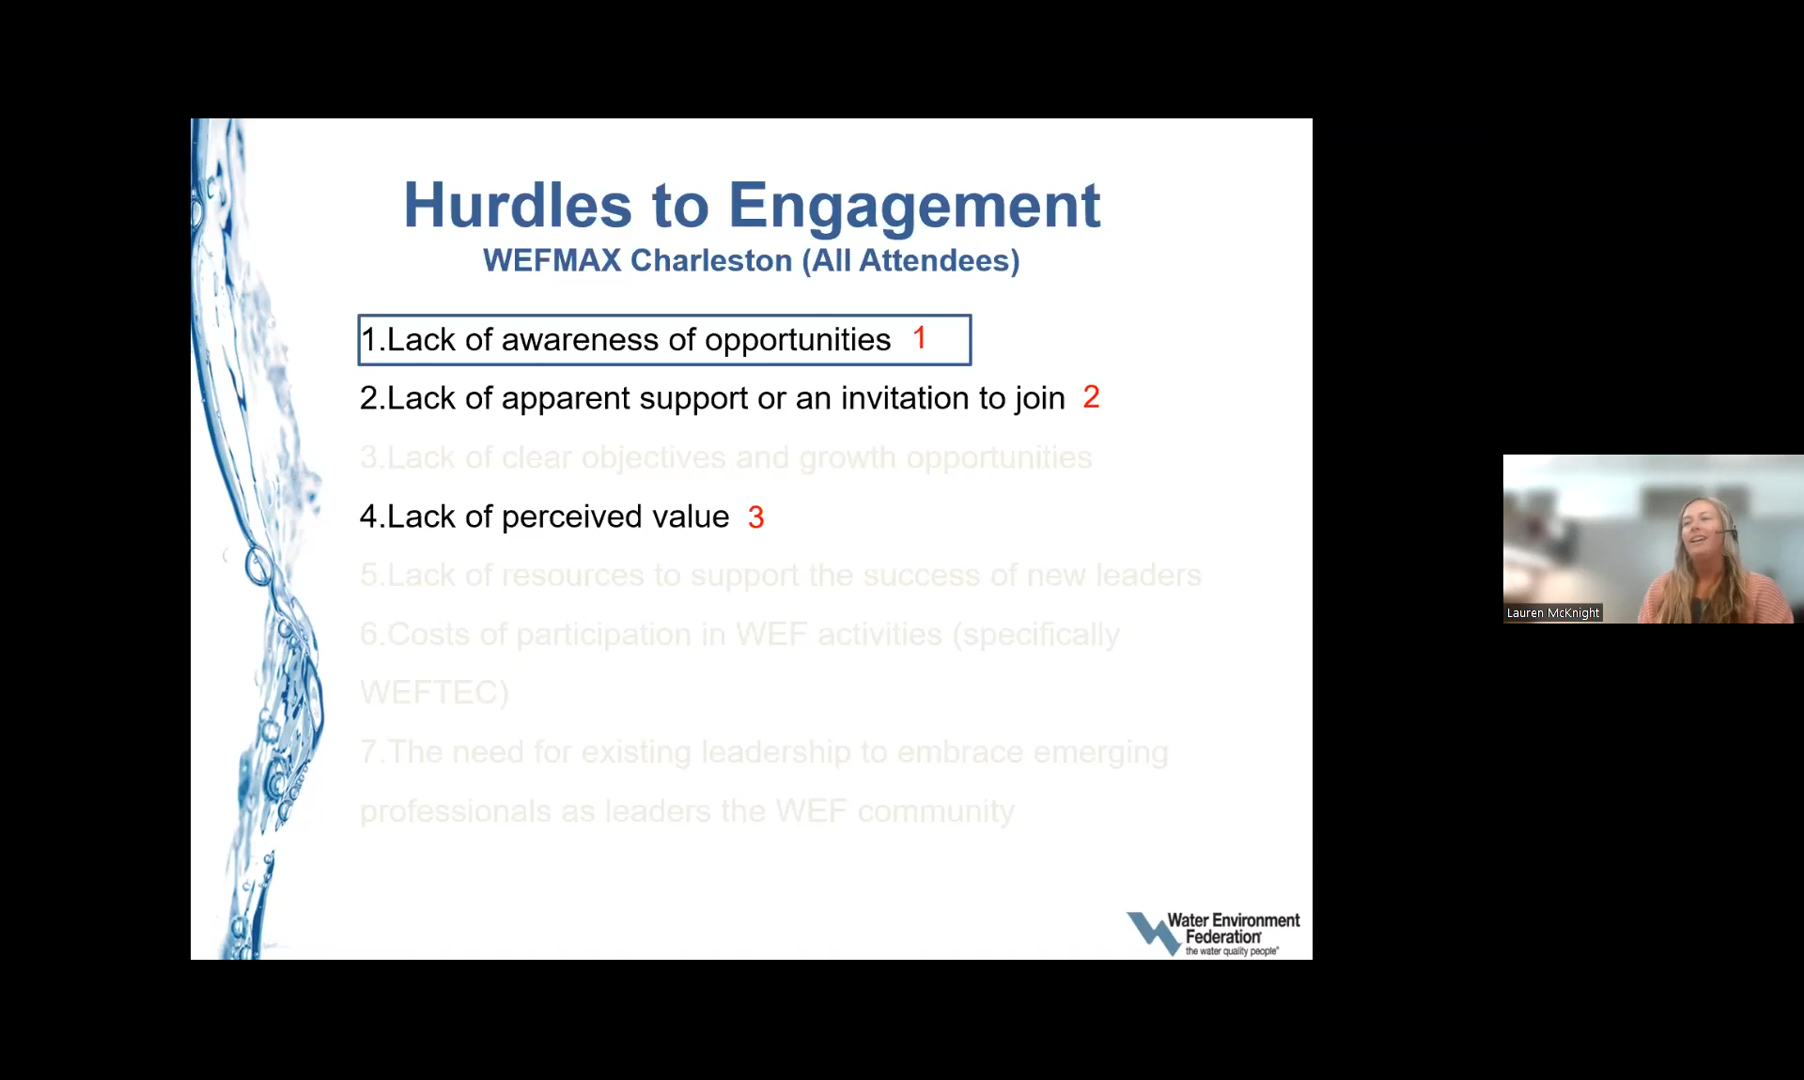 Hurdles to Engagement
WEFMAX Charleston (All Attendees)
1.Lack of awareness of opportunities 1
2.Lack of apparent support or an invitation to join 2
3.Lack of clear objectives and growth opportunities
4.Lack of perceived value 3
5.Lack of resources to support the success of new leaders
6.Costs of participation in WEF activities (specifically
WEFTEC)
7.The need for existing leadership to embrace emerging
professionals as leaders the WEF community
Water Environment
Federation
the water quality people®
Lauren McKnight